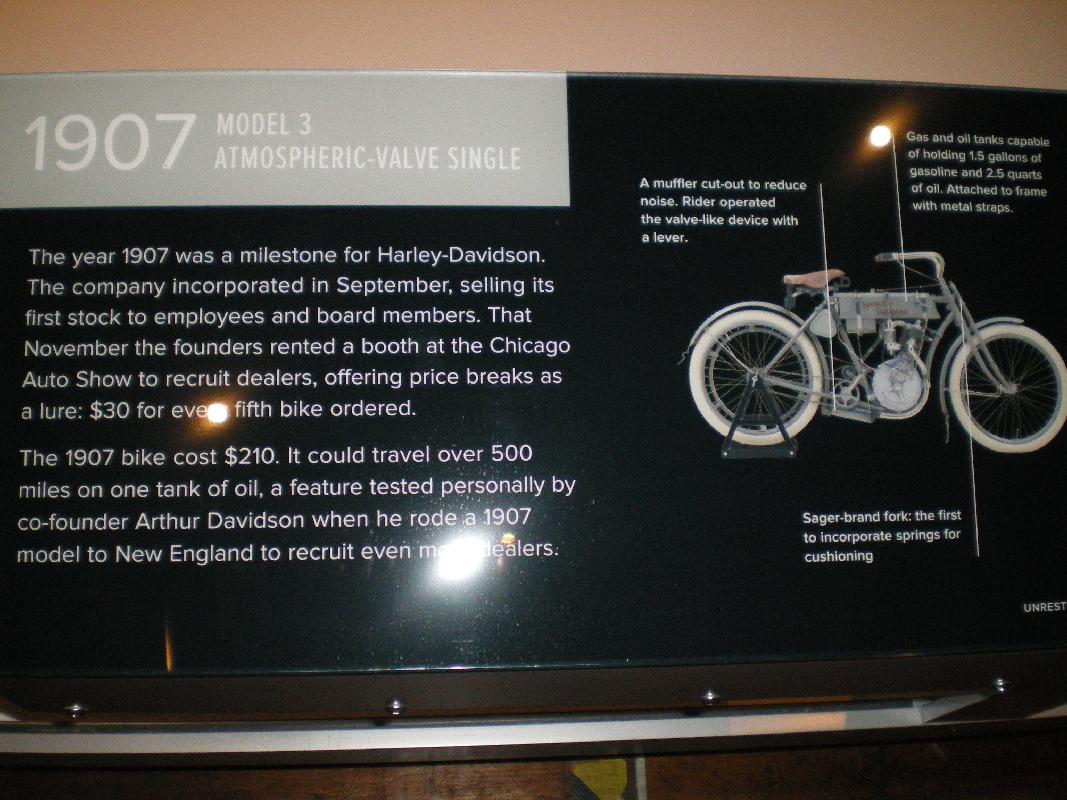 1907 MODEL 3
ATMOSPHERIC-VALVE SINGLE
The year 1907 was a milestone for Harley-Davidson.
The company incorporated in September, selling its
first stock to employees and board members. That
November the founders rented a booth at the Chicago
Auto Show to recruit dealers, offering price breaks as
a lure: $30 for every fifth bike ordered.
The 1907 bike cost $210. It could travel over 500
miles on one tank of oil, a feature tested personally by
co-founder Arthur Davidson when he rode a 1907
model to New England to recruit even more dealers.
A muffler cut-out to reduce
noise. Rider operated
the valve-like device with
a lever.
Gas and oil tanks capable
of holding 1.5 gallons of
gasoline and 2.5 quarts
of oil. Attached to frame
with metal straps.
Sager-brand fork: the first
to incorporate springs for
cushioning
UNREST